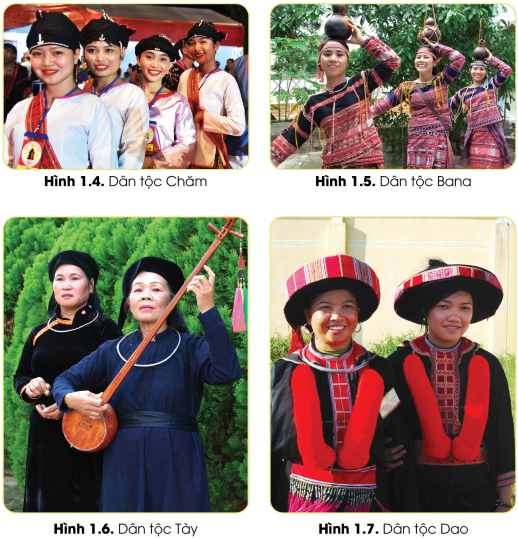 Hình 1.4. Dân tộc Chăm
Hình 1.5. Dân tộc Bana
Hình 1.6. Dân tộc Tày
Hình 1.7. Dân tộc Dao